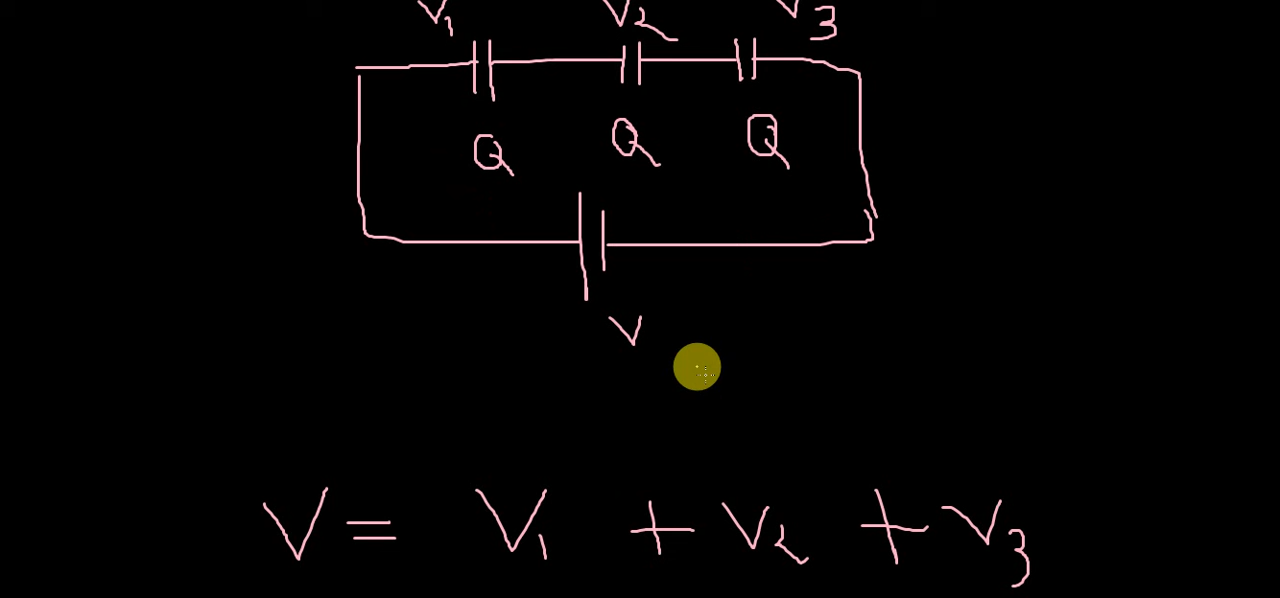 V₁ V₂ V₃
Q Q Q
V
V = V₁ + V₂ + V₃